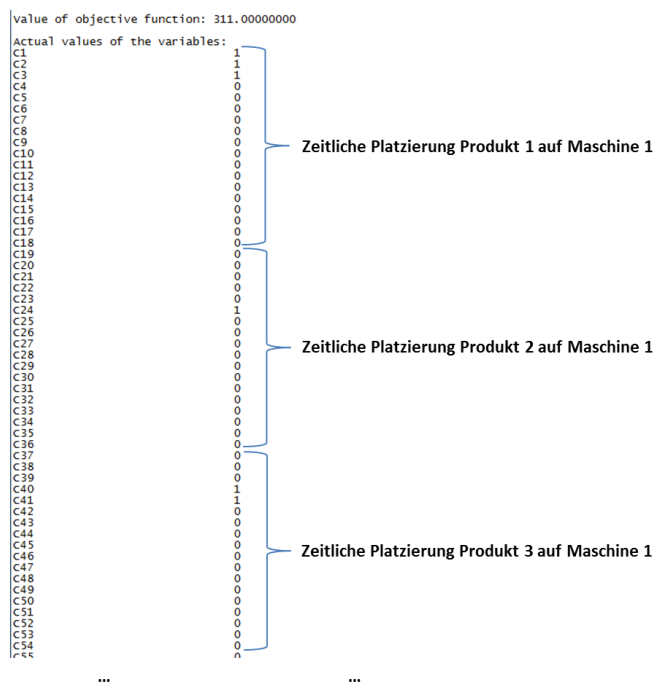 Value of objective function: 311.00000000
Actual values of the variables:
C1 1
C2 1
C3 1
C4 0
C5 0
C6 0
C7 0
C8 0
C9 0
Zeitliche Platzierung Produkt 1 auf Maschine 1
C10 0
C11 0
C12 0
C13 0
C14 0
C15 0
C16 0
C17 0
C18 0
C19 0
C20 0
C21 0
C22 0
C23 0
C24 1
C25 0
C26 0
C27 0
Zeitliche Platzierung Produkt 2 auf Maschine 1
C28 0
C29 0
C30 0
C31 0
C32 0
C33 0
C34 0
C35 0
C36 0
C37 0
C38 0
C39 0
C40 1
C41 1
C42 0
C43 0
C44 0
C45 0
Zeitliche Platzierung Produkt 3 auf Maschine 1
C46 0
C47 0
C48 0
C49 0
C50 0
C51 0
C52 0
C53 0
C54 0
C55 0
... ...